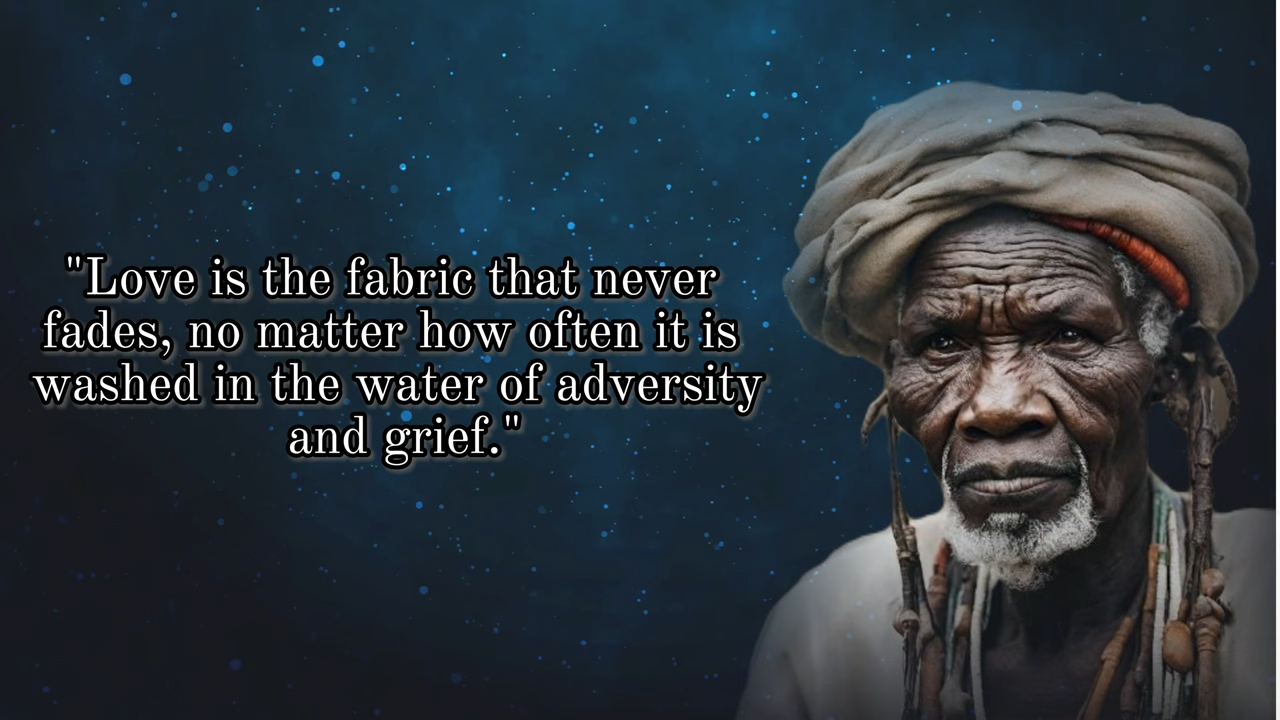 "Love is the fabric that never
fades, no matter how often it is
washed in the water of adversity
and grief."